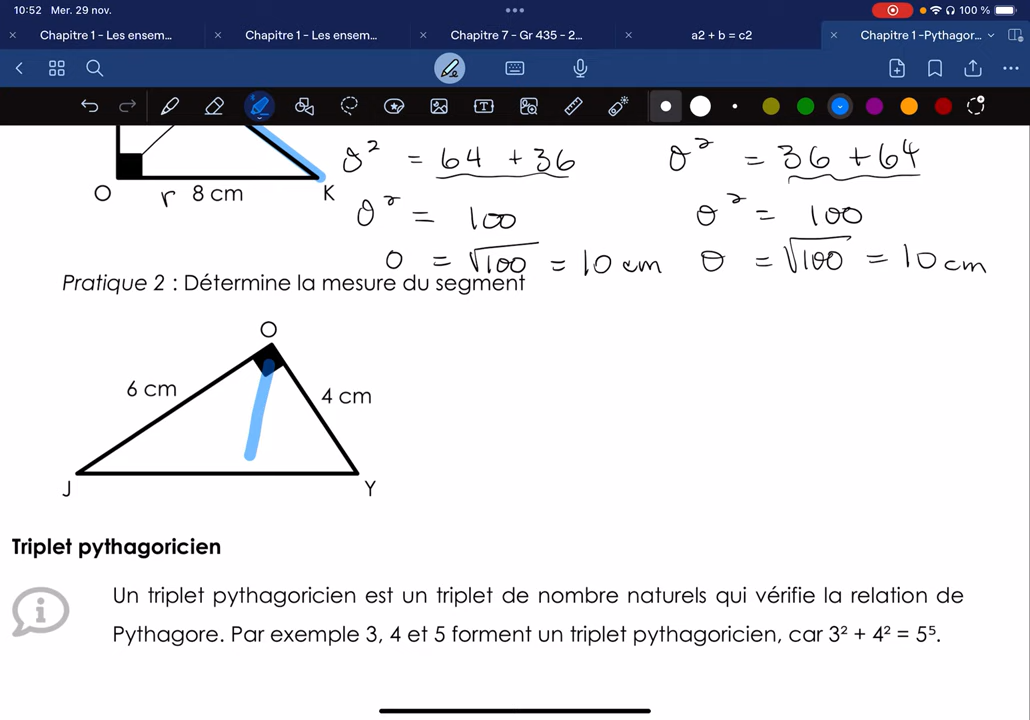 10:52 Mer. 29 nov. 100 %
Chapitre 1 - Les ensem... Chapitre 1 - Les ensem... Chapitre 7 - Gr 435 - 2... a2 + b = c2 Chapitre 1 -Pythagor...
O r 8 cm K
σ² = 64 + 36
σ² = 100
o = √100 = 10 cm
σ² = 36 + 64
σ² = 100
σ = √100 = 10 cm
Pratique 2 : Détermine la mesure du segment
O
6 cm 4 cm
J Y
Triplet pythagoricien
i
Un triplet pythagoricien est un triplet de nombre naturels qui vérifie la relation de
Pythagore. Par exemple 3, 4 et 5 forment un triplet pythagoricien, car 3² + 4² = 5⁵.